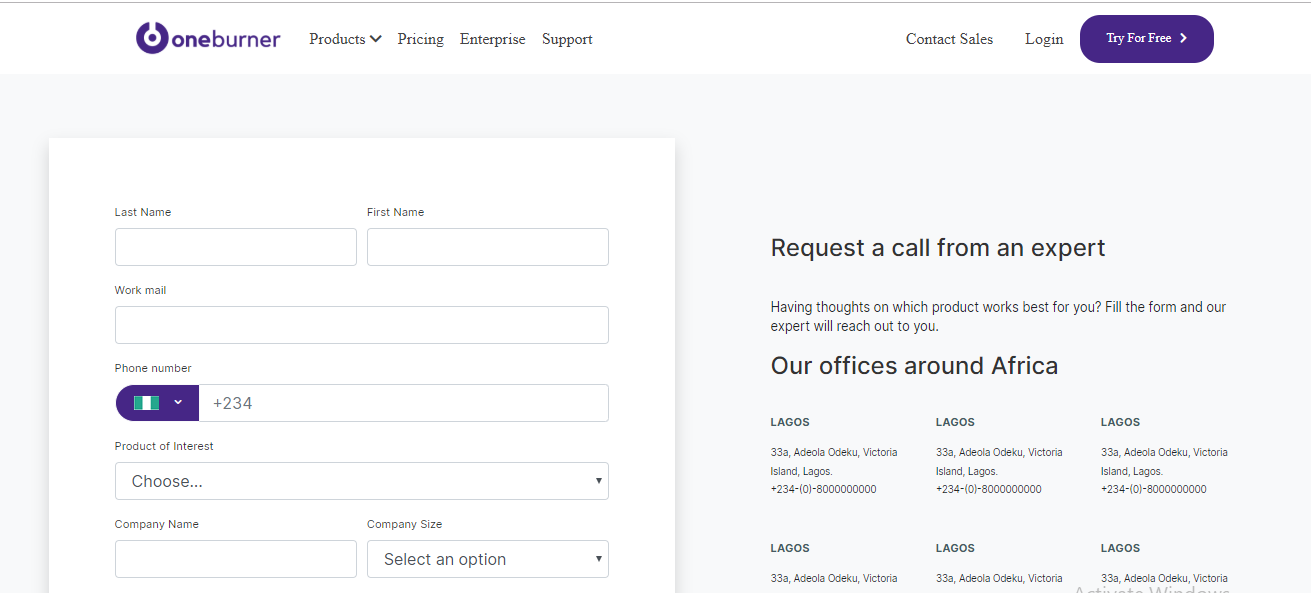 oneburner
Products
Pricing
Enterprise
Support
Contact Sales
Login
Try For Free
Last Name
First Name
Work mail
Phone number
+234
Product of Interest
Choose...
Company Name
Company Size
Select an option
Request a call from an expert
Having thoughts on which product works best for you? Fill the form and our
expert will reach out to you.
Our offices around Africa
LAGOS
33a, Adeola Odeku, Victoria
Island, Lagos.
+234-(0)-8000000000
LAGOS
33a, Adeola Odeku, Victoria
Island, Lagos.
+234-(0)-8000000000
LAGOS
33a, Adeola Odeku, Victoria
Island, Lagos.
+234-(0)-8000000000
LAGOS
33a, Adeola Odeku, Victoria
LAGOS
33a, Adeola Odeku, Victoria
LAGOS
33a, Adeola Odeku, Victoria
Activate Windows